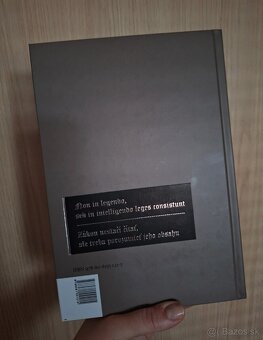 Non in legendo,
sed in intelligendo leges consistunt
Zákon nestačí čítať,
ale treba porozumieť jeho obsahu
Bazos.sk